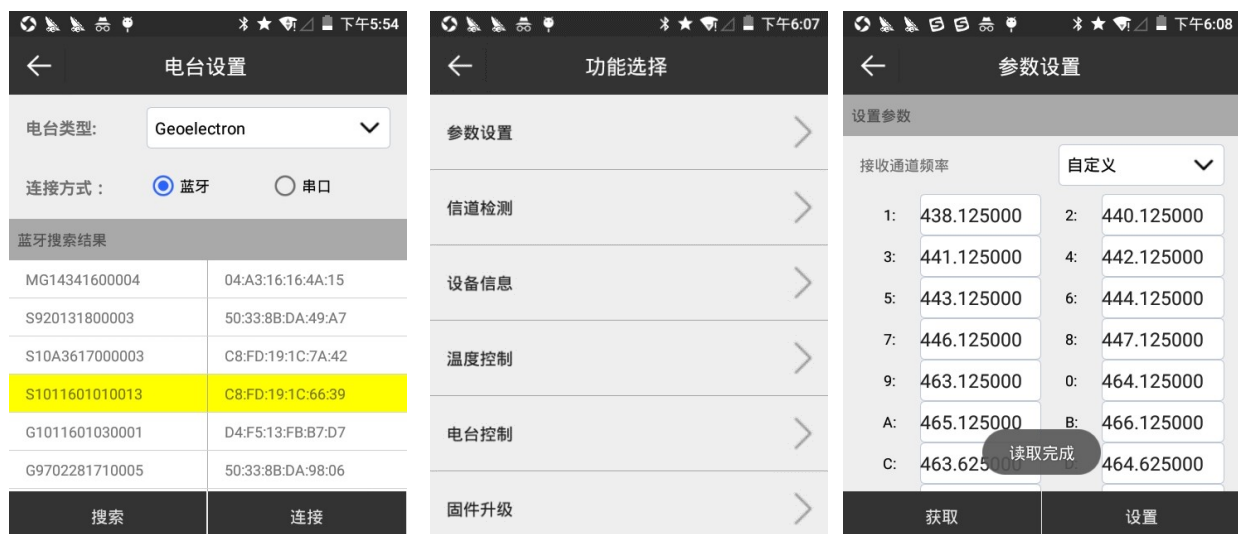 下午5:54
电台设置
电台类型:
Geoelectron
连接方式：
蓝牙
串口
蓝牙搜索结果
MG14341600004 04:A3:16:16:4A:15
S920131800003 50:33:8B:DA:49:A7
S10A3617000003 C8:FD:19:1C:7A:42
S1011601010013 C8:FD:19:1C:66:39
G1011601030001 D4:F5:13:FB:B7:D7
G9702281710005 50:33:8B:DA:98:06
搜索 连接
下午6:07
功能选择
参数设置
信道检测
设备信息
温度控制
电台控制
固件升级
下午6:08
参数设置
设置参数
接收通道频率 自定义
1: 438.125000 2: 440.125000
3: 441.125000 4: 442.125000
5: 443.125000 6: 444.125000
7: 446.125000 8: 447.125000
9: 463.125000 0: 464.125000
A: 465.125000 B: 466.125000
读取完成
C: 463.625 464.625000
获取 设置